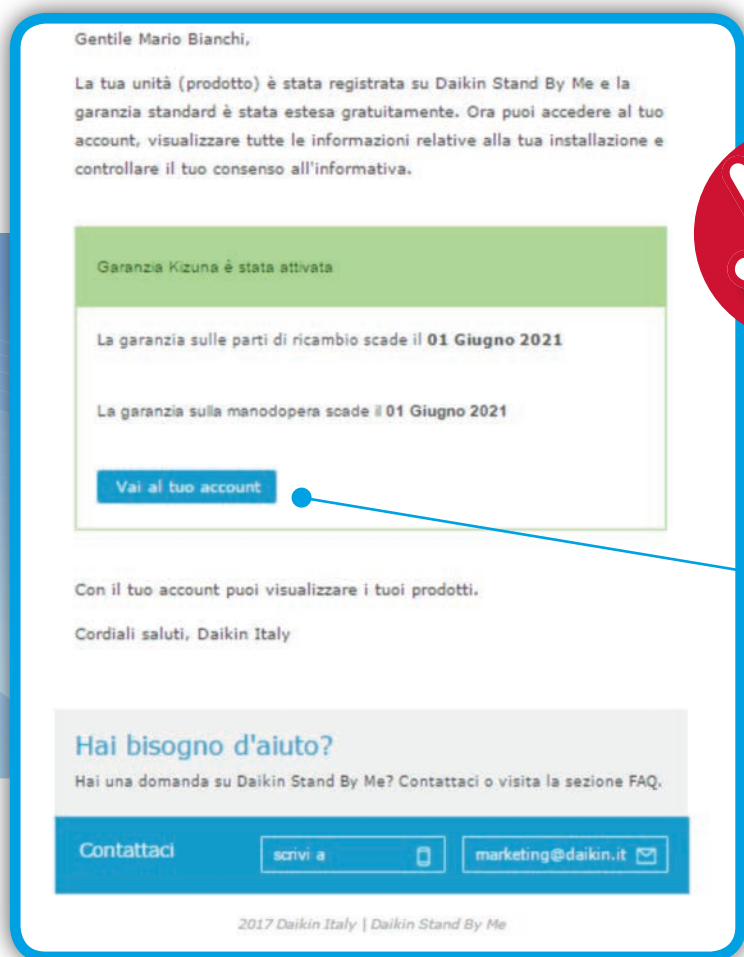 Gentile Mario Bianchi,
La tua unità (prodotto) è stata registrata su Daikin Stand By Me e la
garanzia standard è stata estesa gratuitamente. Ora puoi accedere al tuo
account, visualizzare tutte le informazioni relative alla tua installazione e
controllare il tuo consenso all'informativa.
Garanzia Kizuna è stata attivata
La garanzia sulle parti di ricambio scade il 01 Giugno 2021
La garanzia sulla manodopera scade il 01 Giugno 2021
Vai al tuo account
Con il tuo account puoi visualizzare i tuoi prodotti.
Cordiali saluti, Daikin Italy
Hai bisogno d'aiuto?
Hai una domanda su Daikin Stand By Me? Contattaci o visita la sezione FAQ.
Contattaci
scrivi a
marketing@daikin.it
2017 Daikin Italy | Daikin Stand By Me